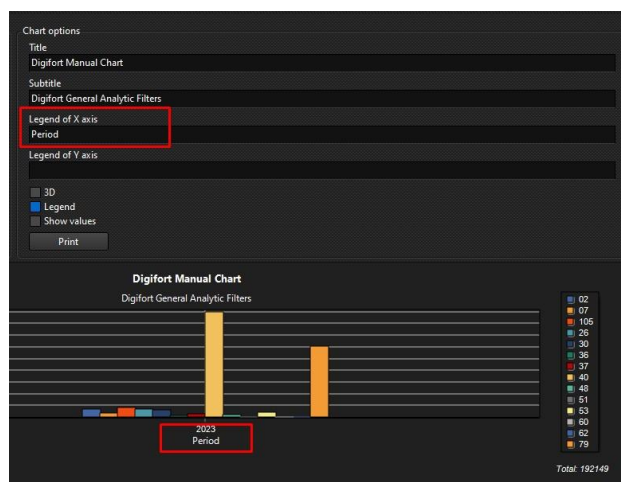 Chart options
Title
Digifort Manual Chart
Subtitle
Digifort General Analytic Filters
Legend of X axis
Period
Legend of Y axis
3D
Legend
Show values
Print
Digifort Manual Chart
Digifort General Analytic Filters
02
07
105
26
30
36
37
40
48
51
53
60
62
79
2023
Period
Total: 192149